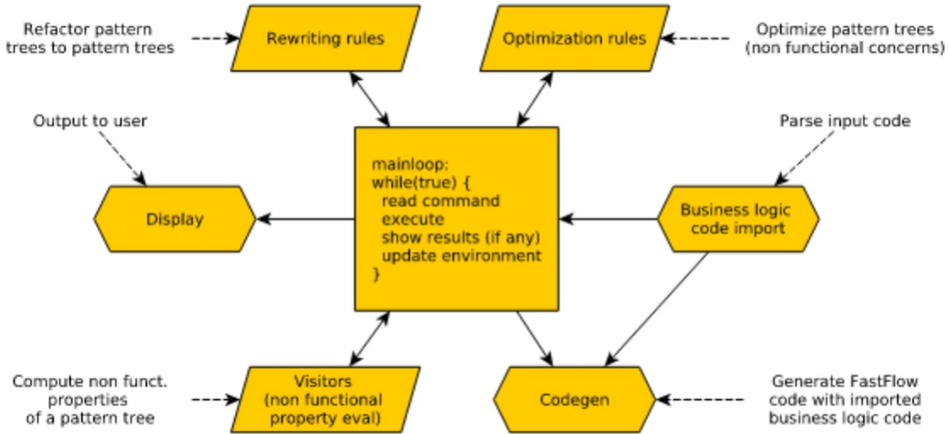 Refactor pattern
trees to pattern trees
Rewriting rules
Optimization rules
Optimize pattern trees
(non functional concerns)
Output to user
Parse input code
mainloop:
while(true) {
read command
execute
show results (if any)
update environment
}
Display
Business logic
code import
Compute non funct.
properties
of a pattern tree
Visitors
(non functional
property eval)
Codegen
Generate FastFlow
code with imported
business logic code